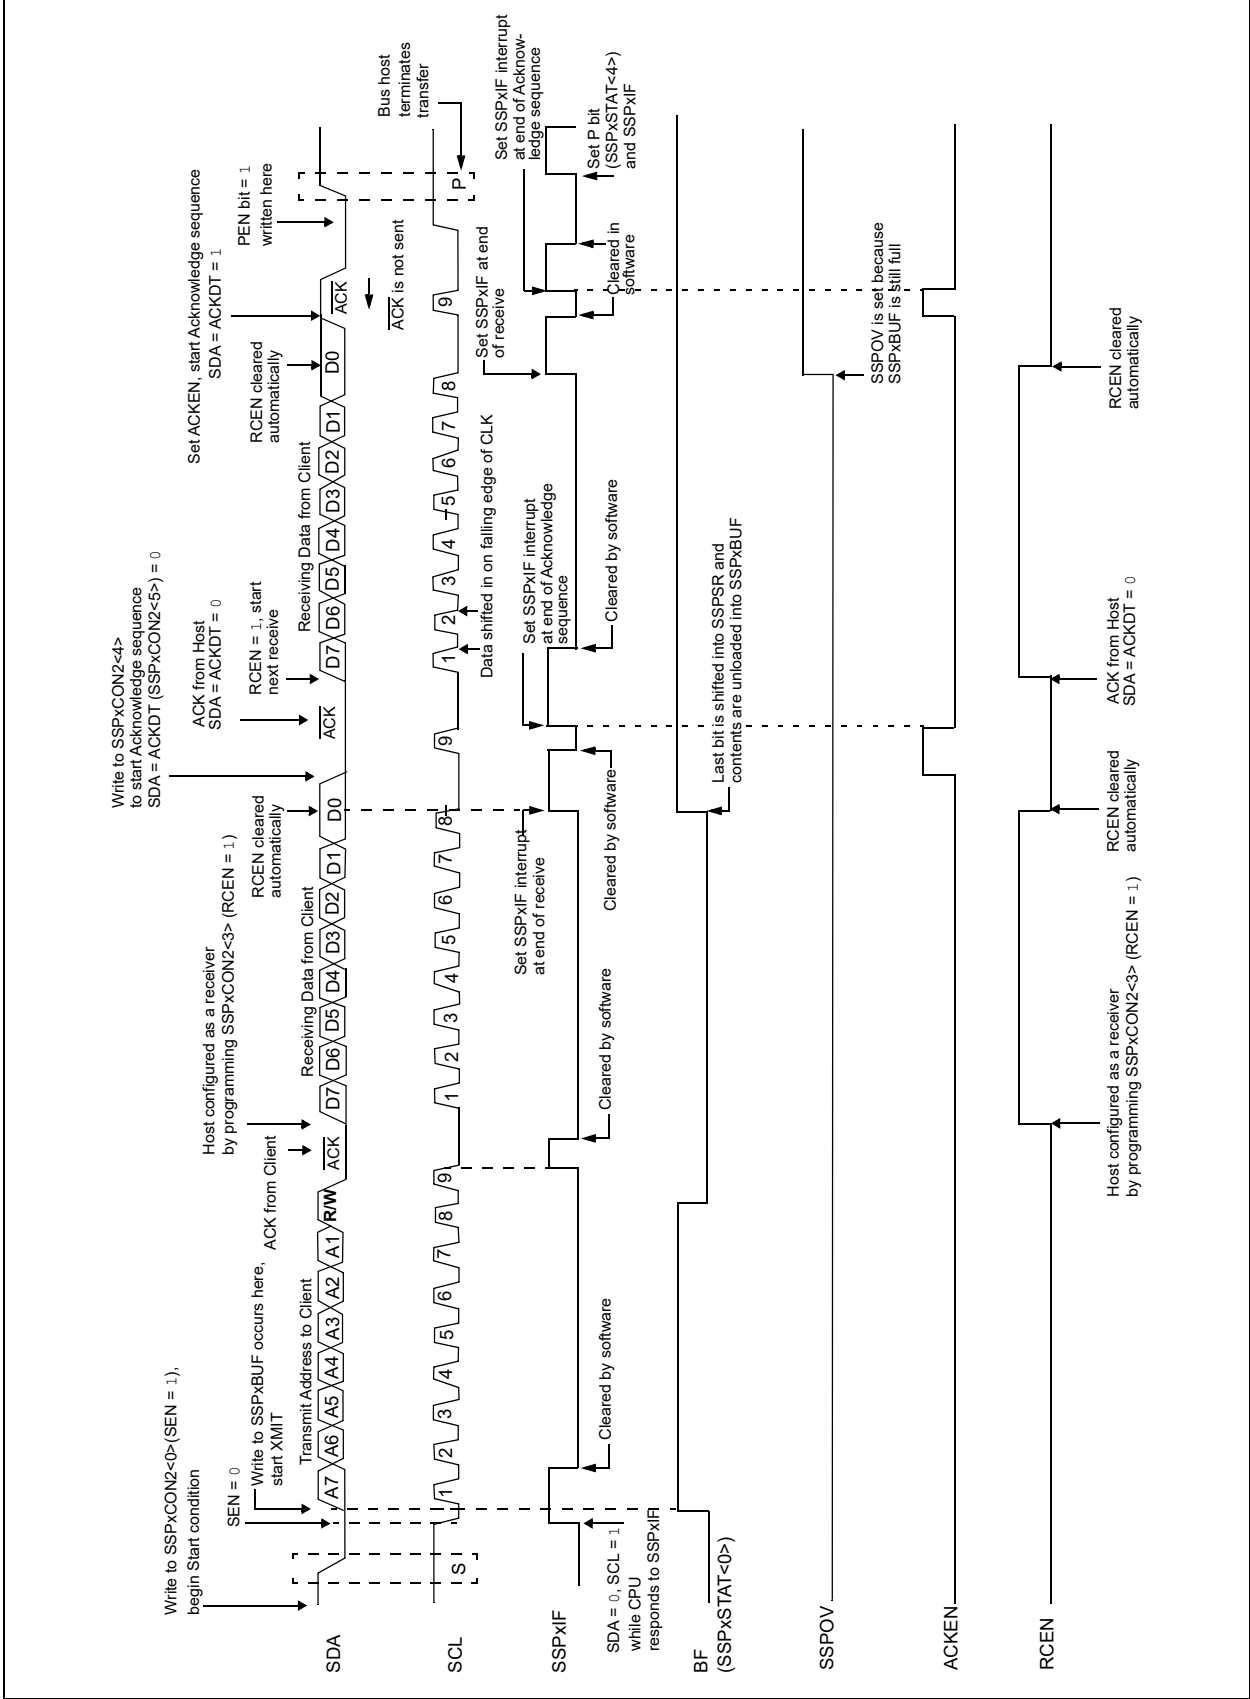 Write to SSPxCON2<4>
to start Acknowledge sequence
SDA = ACKDT (SSPxCON2<5>) = 0
Write to SSPxCON2<0>(SEN = 1),
begin Start condition
Host configured as a receiver
by programming SSPxCON2<3> (RCEN = 1)
ACK from Host
SDA = ACKDT = 0
Set ACKEN, start Acknowledge sequence
SDA = ACKDT = 1
SEN = 0
Write to SSPxBUF occurs here,
start XMIT
ACK from Client
RCEN cleared
automatically
RCEN = 1, start
next receive
RCEN cleared
automatically
PEN bit = 1
written here
Transmit Address to Client
Receiving Data from Client
Receiving Data from Client
SDA
A7 A6 A5 A4 A3 A2 A1 R/W ACK D7 D6 D5 D4 D3 D2 D1 D0 ACK D7 D6 D5 D4 D3 D2 D1 D0 ACK
ACK is not sent
Bus host
terminates
transfer
SCL
S 1 2 3 4 5 6 7 8 9 1 2 3 4 5 6 7 8 9 1 2 3 4 5 6 7 8 9 P
Data shifted in on falling edge of CLK
Set SSPxIF interrupt
at end of receive
Set SSPxIF interrupt
at end of Acknowledge
sequence
Set SSPxIF at end
of receive
Set SSPxIF interrupt
at end of Acknow-
ledge sequence
SSPxIF
Set P bit
(SSPxSTAT<4>)
and SSPxIF
SDA = 0, SCL = 1
while CPU
responds to SSPxIF
Cleared by software
Cleared by software
Cleared by software
Cleared by software
Cleared in
software
BF
(SSPxSTAT<0>)
Last bit is shifted into SSPSR and
contents are unloaded into SSPxBUF
SSPOV
SSPOV is set because
SSPxBUF is still full
ACKEN
RCEN
Host configured as a receiver
by programming SSPxCON2<3> (RCEN = 1)
RCEN cleared
automatically
ACK from Host
SDA = ACKDT = 0
RCEN cleared
automatically